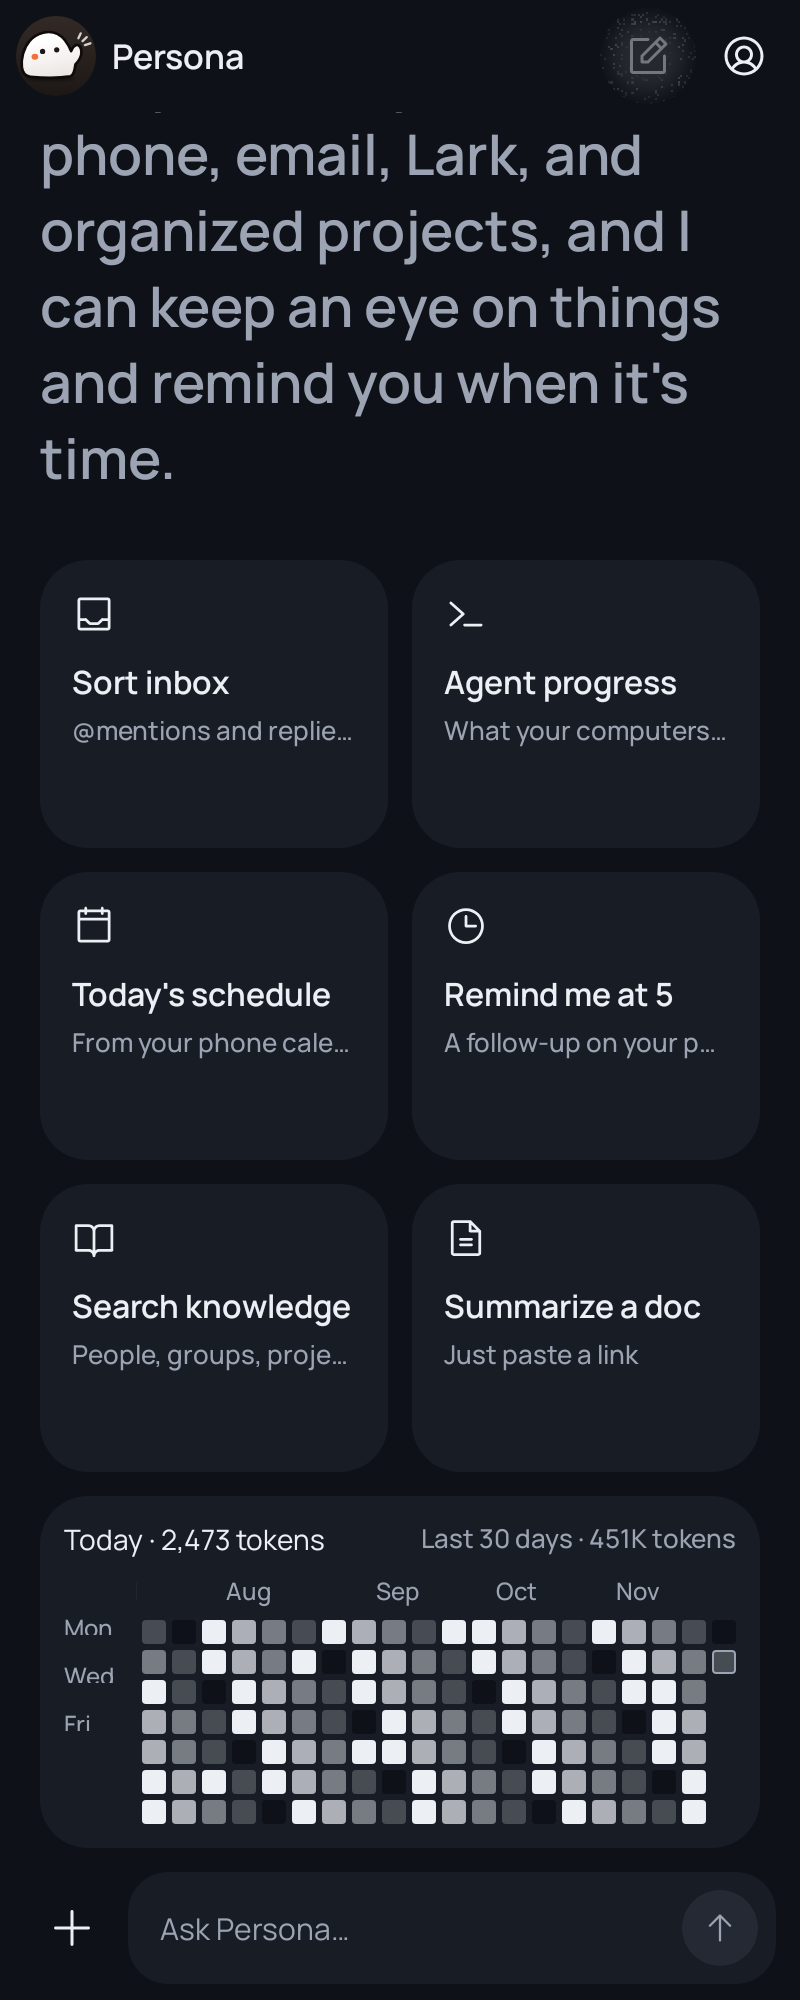 Persona
phone, email, Lark, and
organized projects, and I
can keep an eye on things
and remind you when it's
time.
Sort inbox
@mentions and replie…
Agent progress
What your computers…
Today's schedule
From your phone cale…
Remind me at 5
A follow-up on your p…
Search knowledge
People, groups, proje…
Summarize a doc
Just paste a link
Today · 2,473 tokens
Last 30 days · 451K tokens
Aug Sep Oct Nov
Mon
Wed
Fri
Ask Persona…